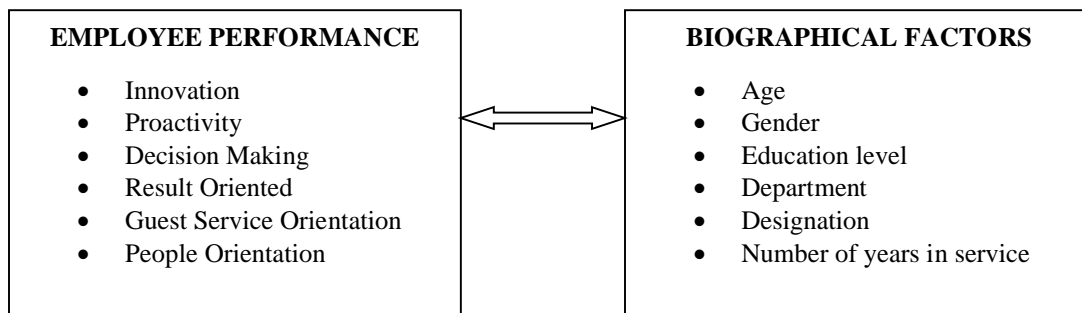 EMPLOYEE PERFORMANCE
• Innovation
• Proactivity
• Decision Making
• Result Oriented
• Guest Service Orientation
• People Orientation
BIOGRAPHICAL FACTORS
• Age
• Gender
• Education level
• Department
• Designation
• Number of years in service